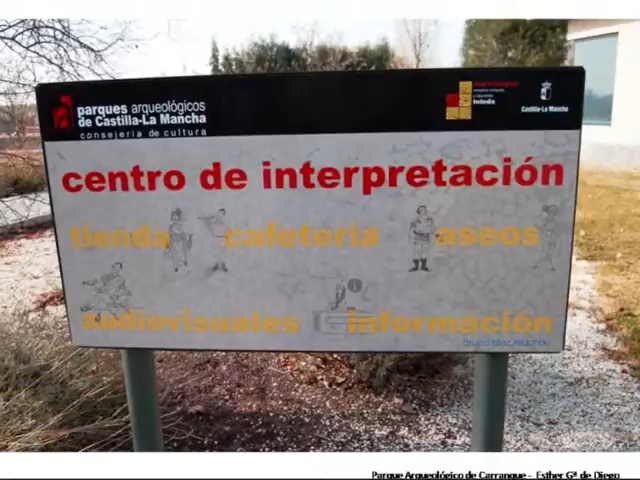 parques arqueológicos
de Castilla-La Mancha
consejería de cultura
toledo
Castilla-La Mancha
centro de interpretación
tienda cafetería aseos
audiovisuales información
Parque Arqueológico de Carranque - Esther Gª de Diego